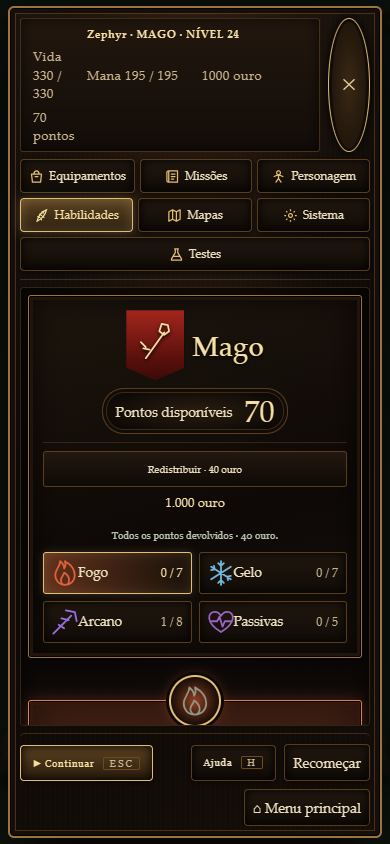 Zephyr · MAGO · NÍVEL 24
Vida
330 /
330
Mana 195 / 195
1000 ouro
70
pontos
Equipamentos
Missões
Personagem
Habilidades
Mapas
Sistema
Testes
Mago
Pontos disponíveis 70
Redistribuir · 40 ouro
1.000 ouro
Todos os pontos devolvidos · 40 ouro.
Fogo 0 / 7
Gelo 0 / 7
Arcano 1 / 8
Passivas 0 / 5
▶ Continuar ESC
Ajuda H
Recomeçar
⌂ Menu principal